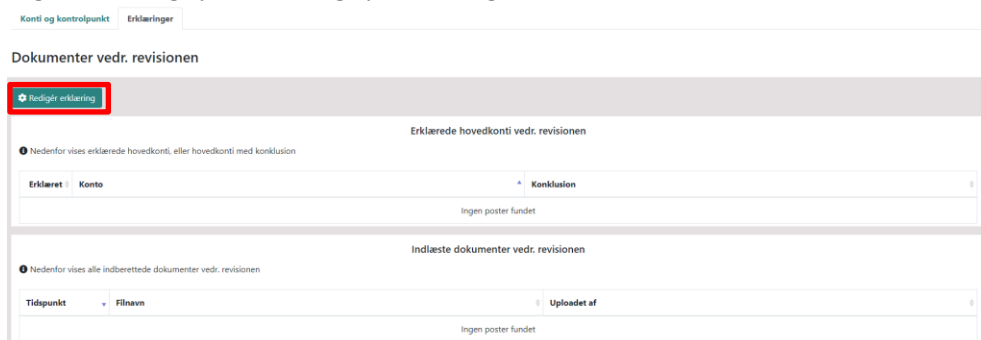 Konti og kontrolpunkt Erklæringer
Dokumenter vedr. revisionen
Redigér erklæring
Erklærede hovedkonti vedr. revisionen
Nedenfor vises erklærede hovedkonti, eller hovedkonti med konklusion
Erklæret Konto Konklusion
Ingen poster fundet
Indlæste dokumenter vedr. revisionen
Nedenfor vises alle indberettede dokumenter vedr. revisionen
Tidspunkt Filnavn Uploadet af
Ingen poster fundet